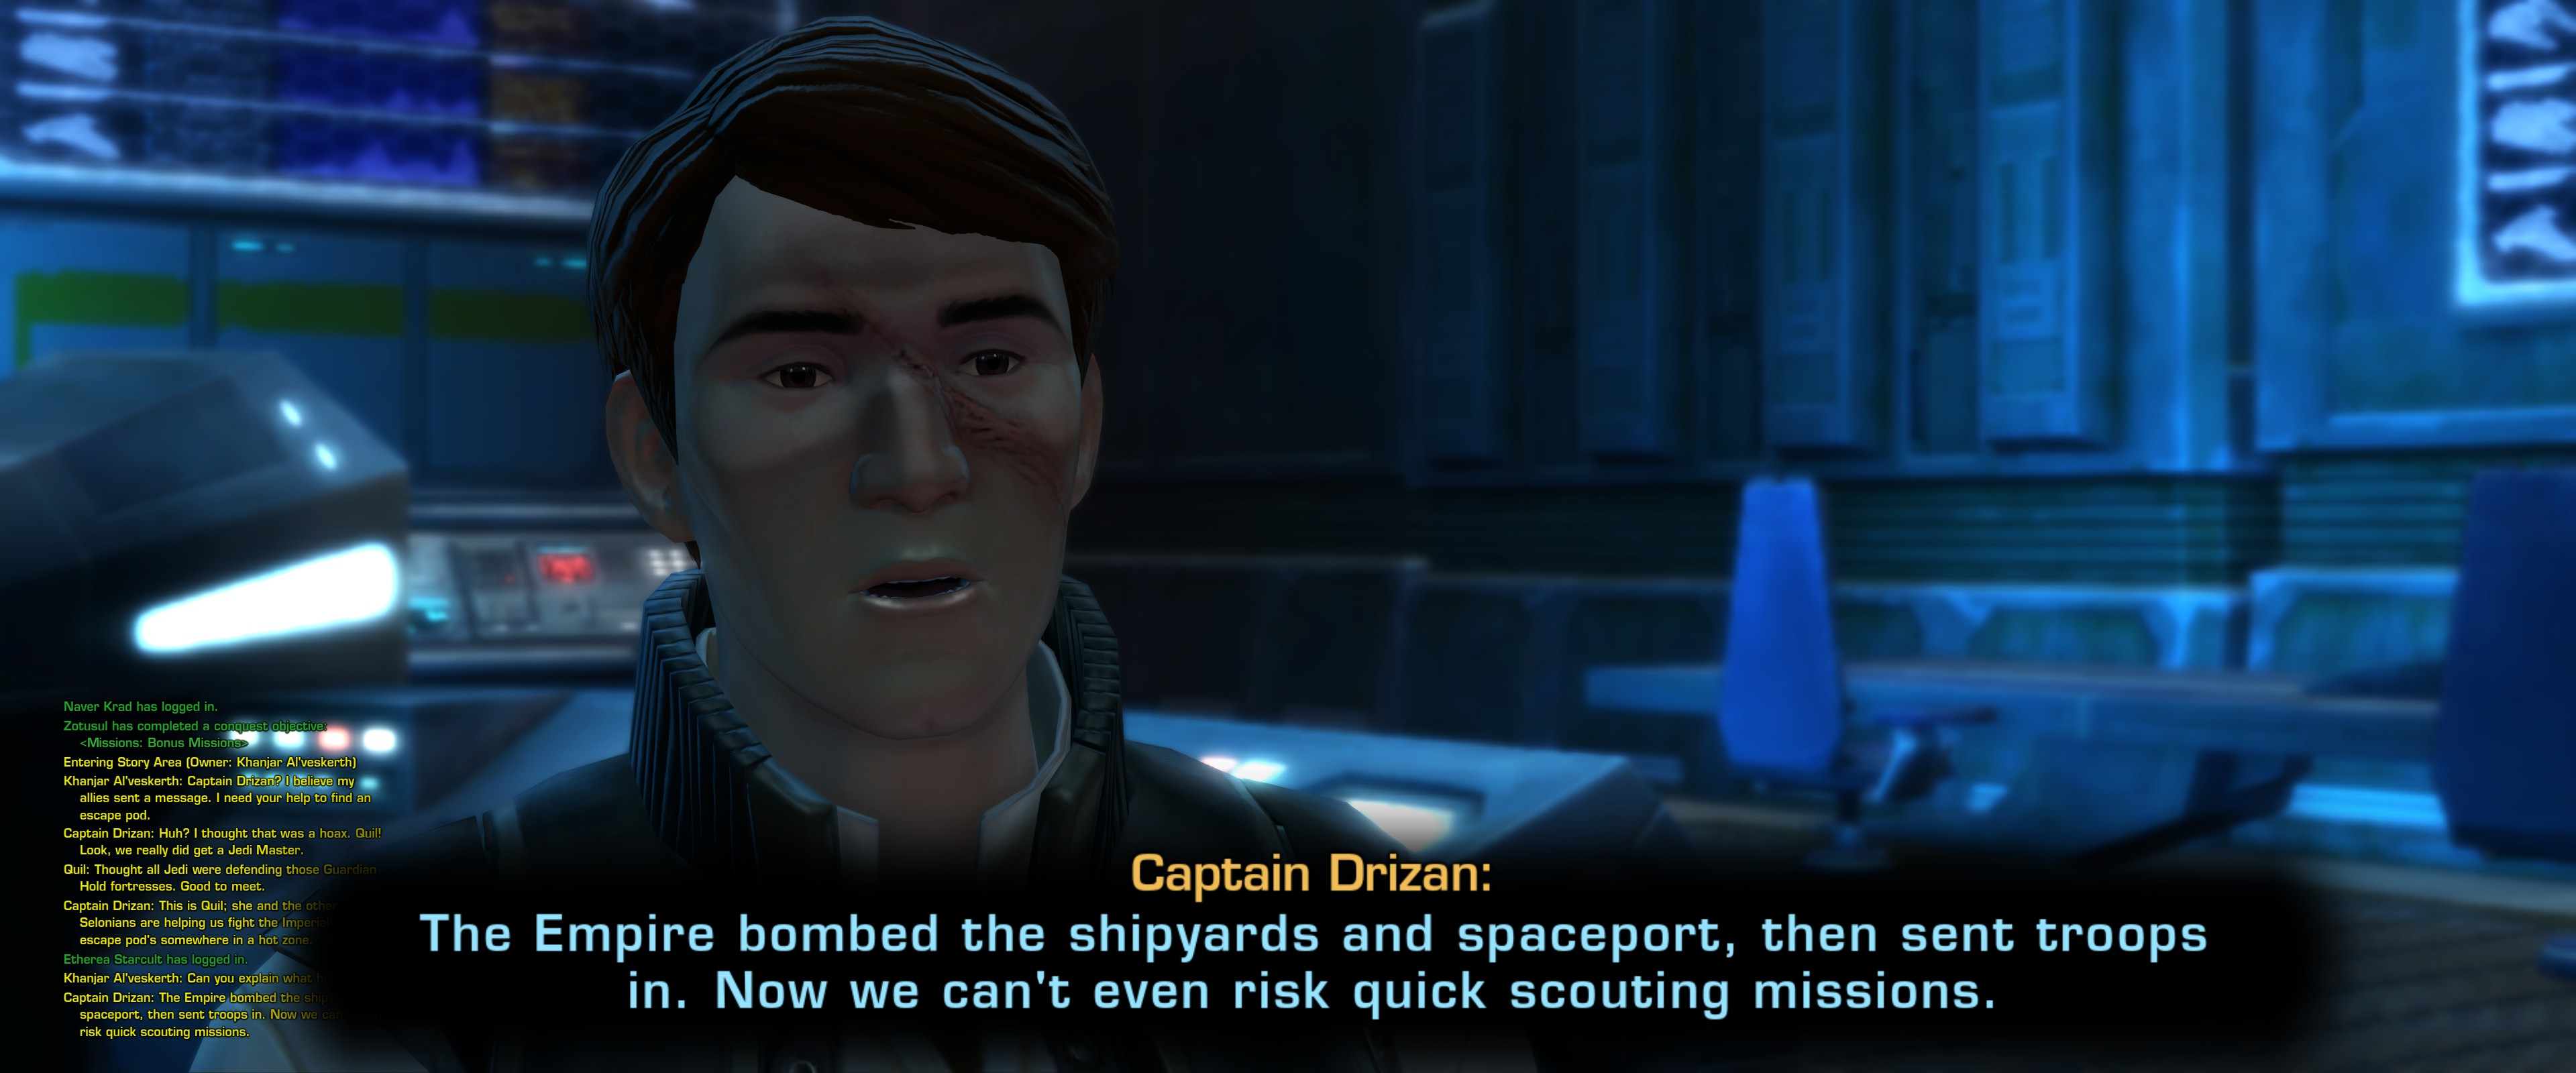 Naver Krad has logged in.
Zotusul has completed a conquest objective:
<Missions: Bonus Missions>
Entering Story Area (Owner: Khanjar Al'veskerth)
Khanjar Al'veskerth: Captain Drizan? I believe my
allies sent a message. I need your help to find an
escape pod.
Captain Drizan: Huh? I thought that was a hoax. Quil!
Look, we really did get a Jedi Master.
Quil: Thought all Jedi were defending those Guardian
Hold fortresses. Good to meet.
Captain Drizan: This is Quil; she and the other
Selonians are helping us fight the
escape pod's somewhere in a hot zone.
Etherea Starcult has logged in.
Khanjar Al'veskerth: Can you explain what
Captain Drizan: The Empire bombed the
spaceport, then sent troops in. Now we
risk quick scouting missions.
Captain Drizan:
The Empire bombed the shipyards and spaceport, then sent troops
in. Now we can't even risk quick scouting missions.